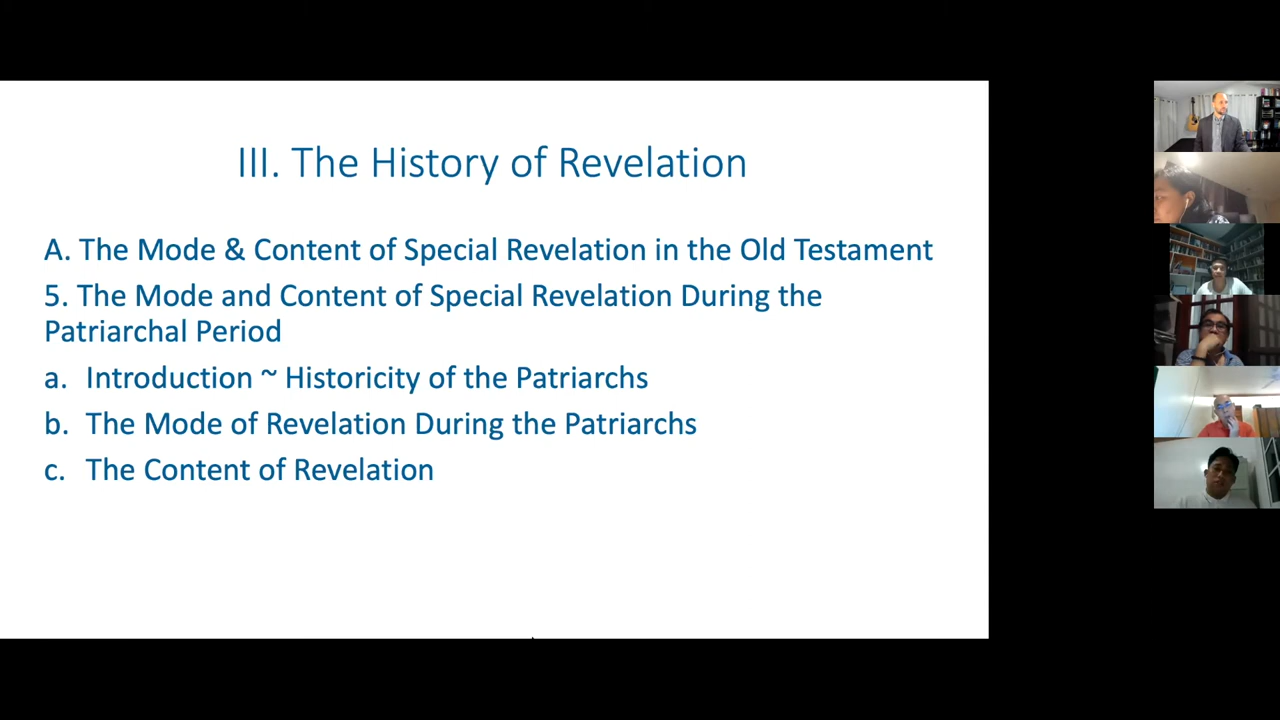 III. The History of Revelation
A. The Mode & Content of Special Revelation in the Old Testament
5. The Mode and Content of Special Revelation During the
Patriarchal Period
a. Introduction ~ Historicity of the Patriarchs
b. The Mode of Revelation During the Patriarchs
c. The Content of Revelation